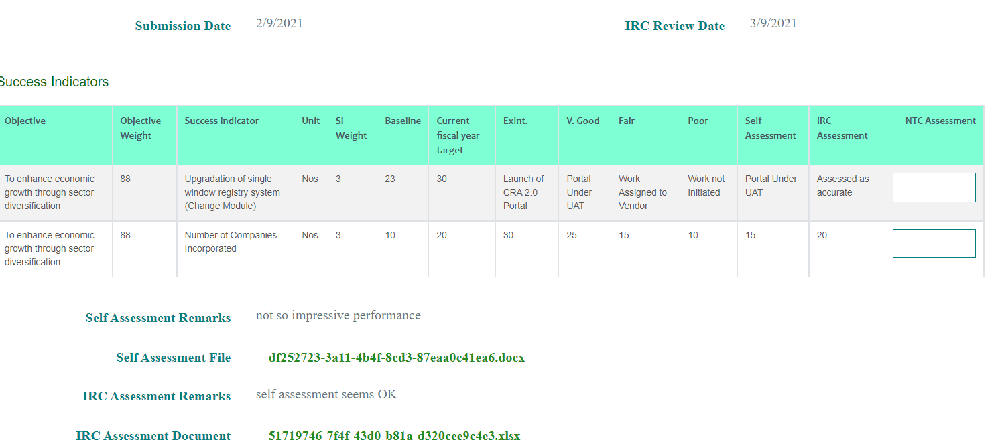 Submission Date 2/9/2021 IRC Review Date 3/9/2021
Success Indicators
Objective Objective Weight Success Indicator Unit SI Weight Baseline Current fiscal year target Exlnt. V. Good Fair Poor Self Assessment IRC Assessment NTC Assessment
To enhance economic growth through sector diversification 88 Upgradation of single window registry system (Change Module) Nos 3 23 30 Launch of CRA 2.0 Portal Portal Under UAT Work Assigned to Vendor Work not Initiated Portal Under UAT Assessed as accurate
To enhance economic growth through sector diversification 88 Number of Companies Incorporated Nos 3 10 20 30 25 15 10 15 20
Self Assessment Remarks not so impressive performance
Self Assessment File df252723-3a11-4b4f-8cd3-87eaa0c41ea6.docx
IRC Assessment Remarks self assessment seems OK
IRC Assessment Document 51719746-7f4f-43d0-b81a-d320cee9c4e3.xlsx